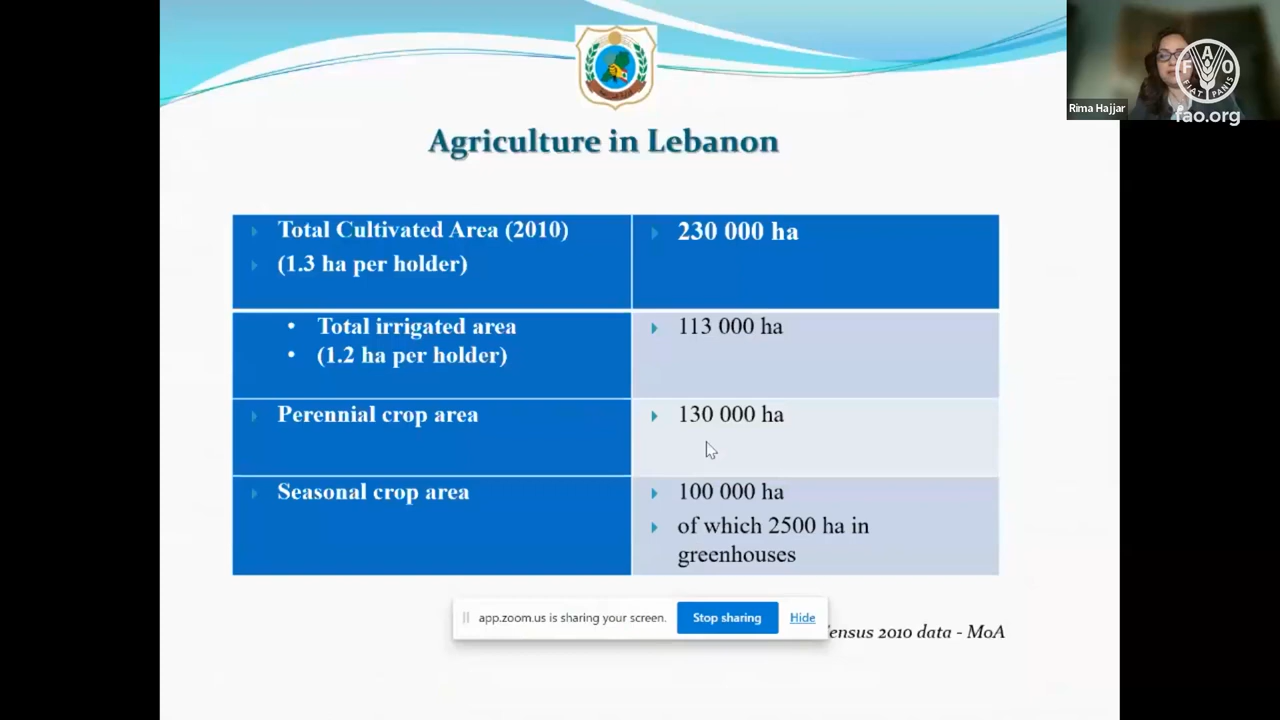 FAO
FIAT PANIS
fao.org
Rima Hajjar
Agriculture in Lebanon
Total Cultivated Area (2010)
(1.3 ha per holder)
230 000 ha
• Total irrigated area
• (1.2 ha per holder)
113 000 ha
Perennial crop area
130 000 ha
Seasonal crop area
100 000 ha
of which 2500 ha in
greenhouses
app.zoom.us is sharing your screen.
Stop sharing
Hide
2010 data - MoA